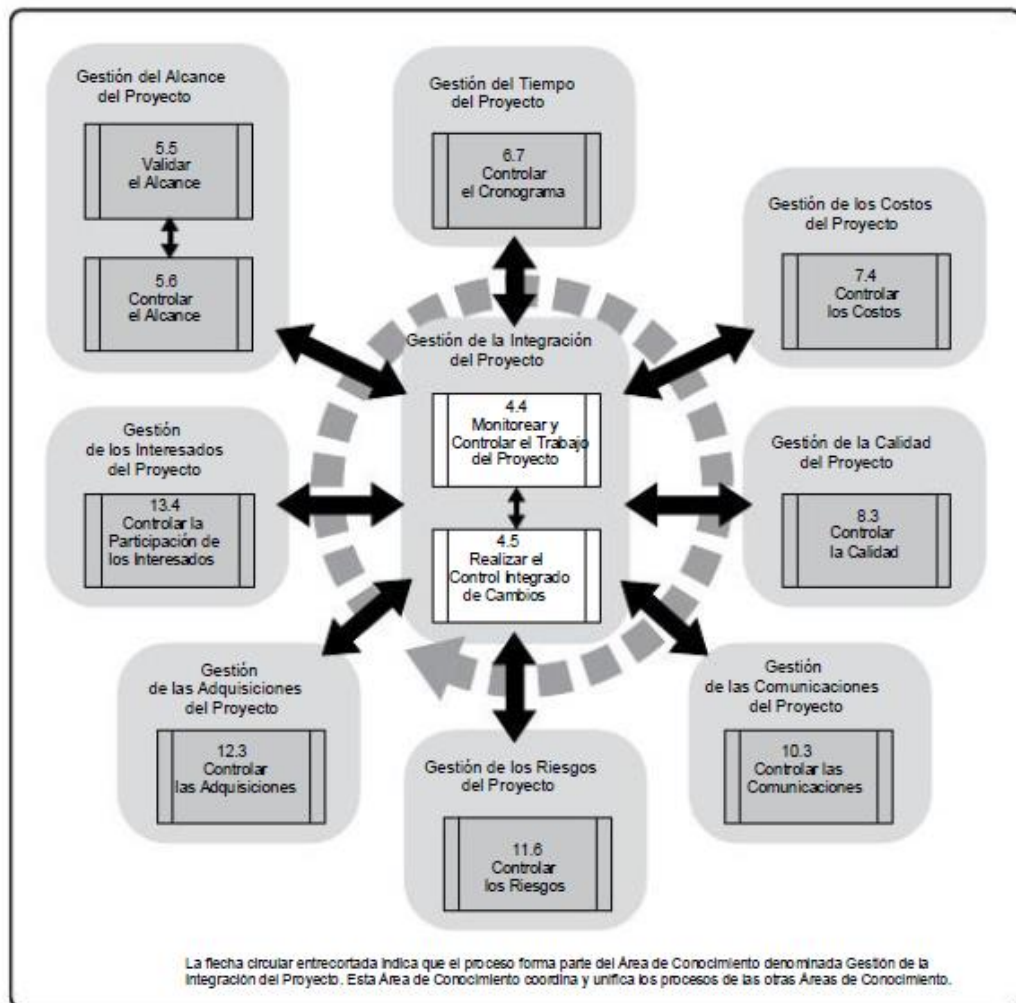 Gestión del Alcance
del Proyecto
5.5
Validar
el Alcance
5.6
Controlar
el Alcance
Gestión del Tiempo
del Proyecto
6.7
Controlar
el Cronograma
Gestión de los Costos
del Proyecto
7.4
Controlar
los Costos
Gestión de la Integración
del Proyecto
4.4
Monitorear y
Controlar el Trabajo
del Proyecto
4.5
Realizar el
Control Integrado
de Cambios
Gestión
de los Interesados
del Proyecto
13.4
Controlar la
Participación de
los Interesados
Gestión de la Calidad
del Proyecto
8.3
Controlar
la Calidad
Gestión
de las Adquisiciones
del Proyecto
12.3
Controlar
las Adquisiciones
Gestión de los Riesgos
del Proyecto
11.6
Controlar
los Riesgos
Gestión
de las Comunicaciones
del Proyecto
10.3
Controlar las
Comunicaciones
La flecha circular entrecortada indica que el proceso forma parte del Área de Conocimiento denominada Gestión de la
Integración del Proyecto. Esta Área de Conocimiento coordina y unifica los procesos de las otras Áreas de Conocimiento.